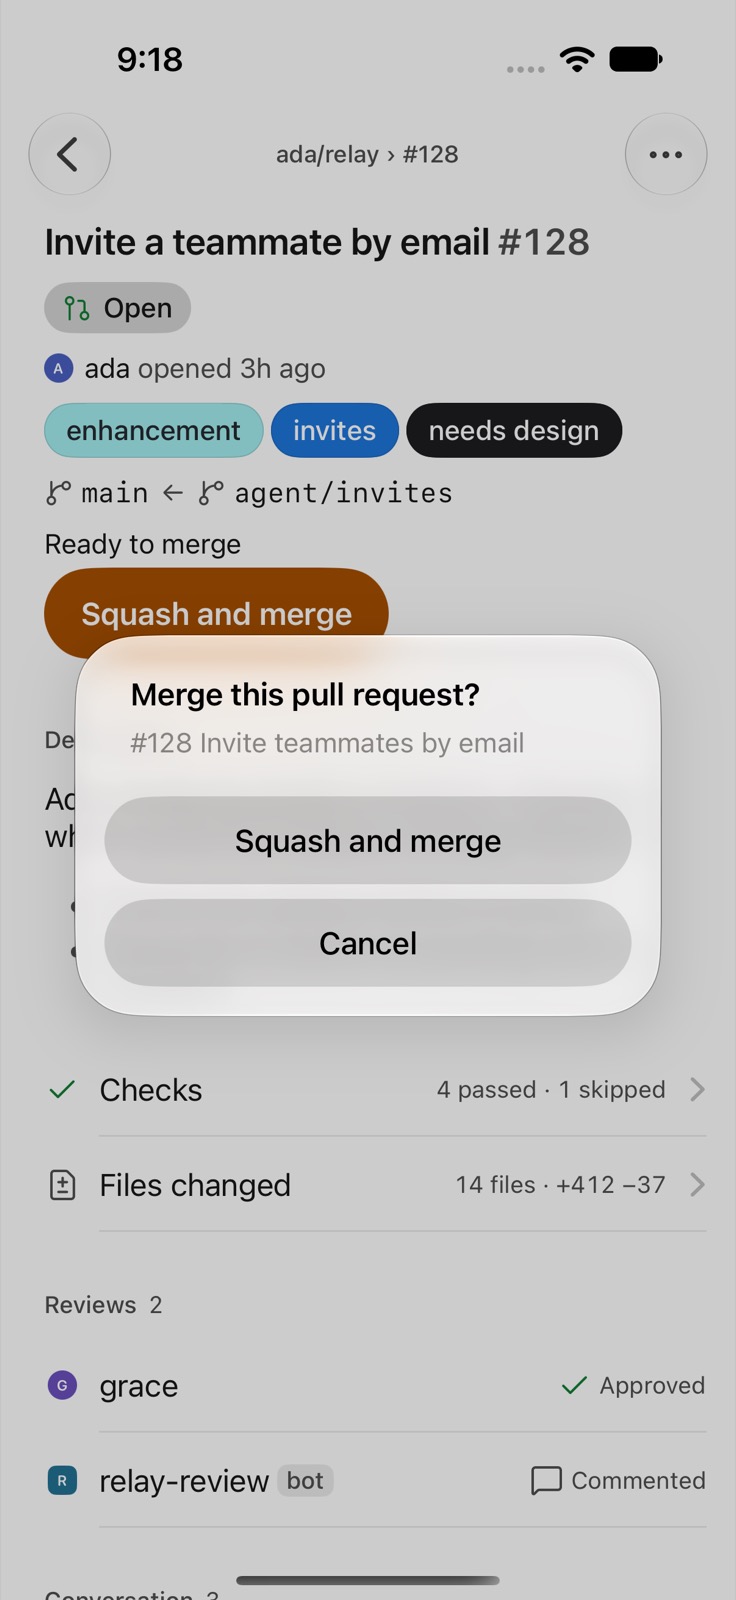 9:18
ada/relay › #128
Invite a teammate by email #128
Open
A ada opened 3h ago
enhancement invites needs design
main ← agent/invites
Ready to merge
Squash and merge
Merge this pull request?
#128 Invite teammates by email
Squash and merge
Cancel
Checks 4 passed · 1 skipped
Files changed 14 files · +412 −37
Reviews 2
G grace Approved
R relay-review bot Commented
Conversation 3